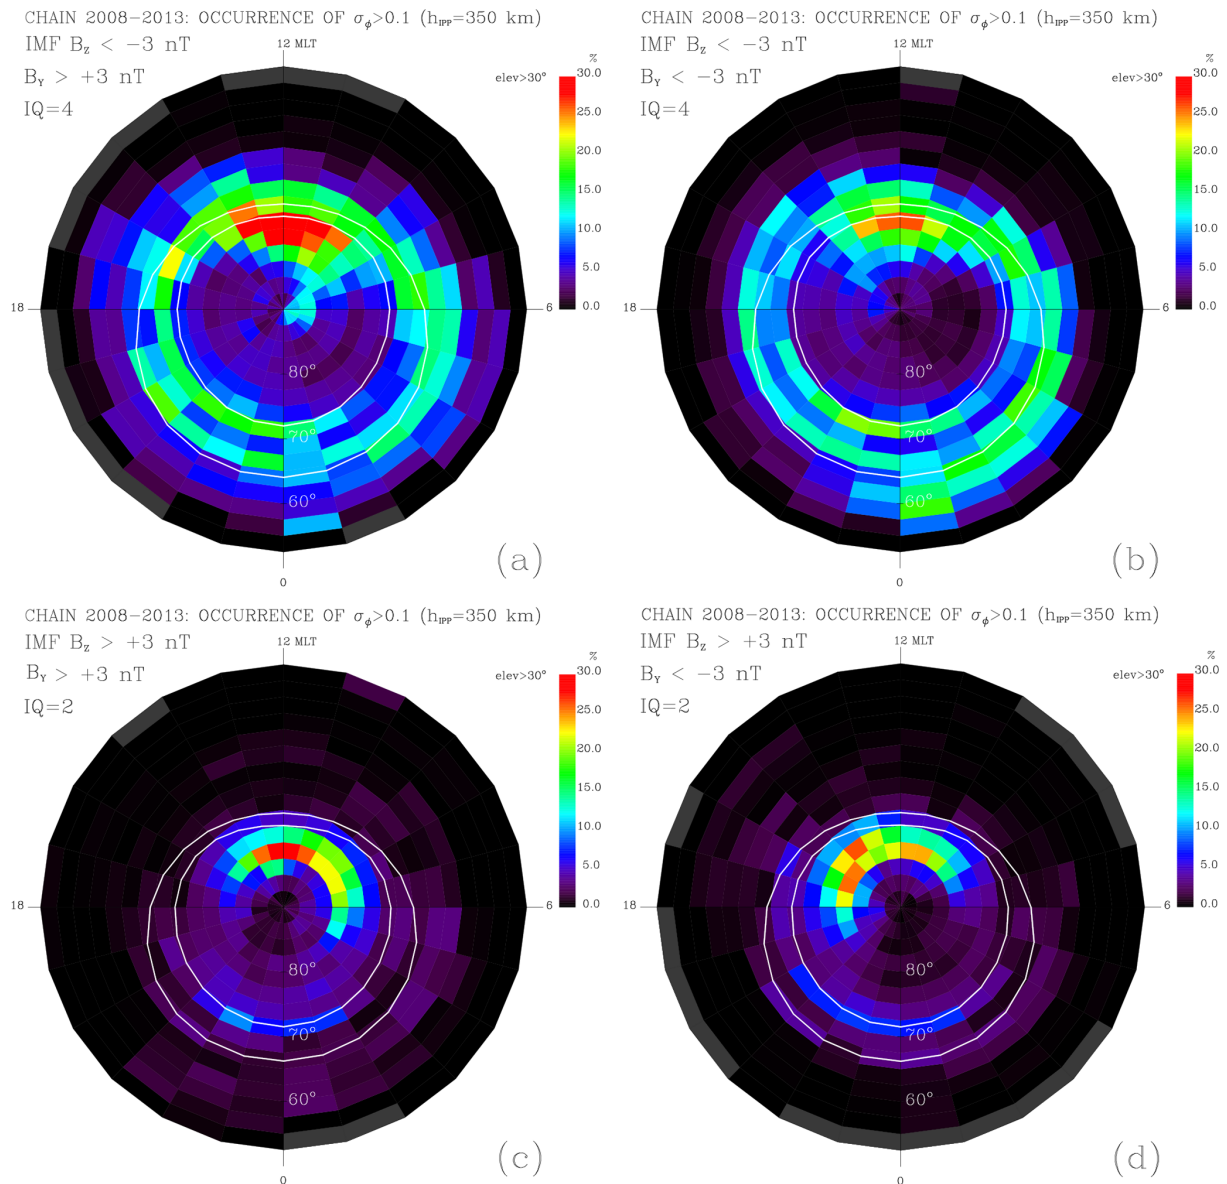 CHAIN 2008-2013: OCCURRENCE OF σφ>0.1 (hIPP=350 km)
IMF BZ < -3 nT
BY > +3 nT
IQ=4
12 MLT
elev>30°
%
30.0
25.0
20.0
15.0
10.0
5.0
0.0
18
6
80°
70°
60°
0
(a)
CHAIN 2008-2013: OCCURRENCE OF σφ>0.1 (hIPP=350 km)
IMF BZ < -3 nT
BY < -3 nT
IQ=4
12 MLT
elev>30°
%
30.0
25.0
20.0
15.0
10.0
5.0
0.0
18
6
80°
70°
60°
0
(b)
CHAIN 2008-2013: OCCURRENCE OF σφ>0.1 (hIPP=350 km)
IMF BZ > +3 nT
BY > +3 nT
IQ=2
12 MLT
elev>30°
%
30.0
25.0
20.0
15.0
10.0
5.0
0.0
18
6
80°
70°
60°
0
(c)
CHAIN 2008-2013: OCCURRENCE OF σφ>0.1 (hIPP=350 km)
IMF BZ > +3 nT
BY < -3 nT
IQ=2
12 MLT
elev>30°
%
30.0
25.0
20.0
15.0
10.0
5.0
0.0
18
6
80°
70°
60°
0
(d)